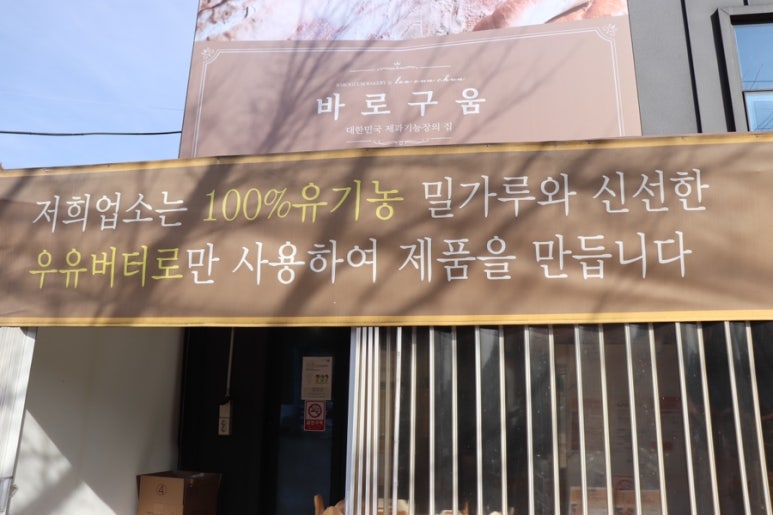 바로구움
대한민국 제과기능장의 집
저희업소는 100%유기농 밀가루와 신선한
우유버터로만 사용하여 제품을 만듭니다
④